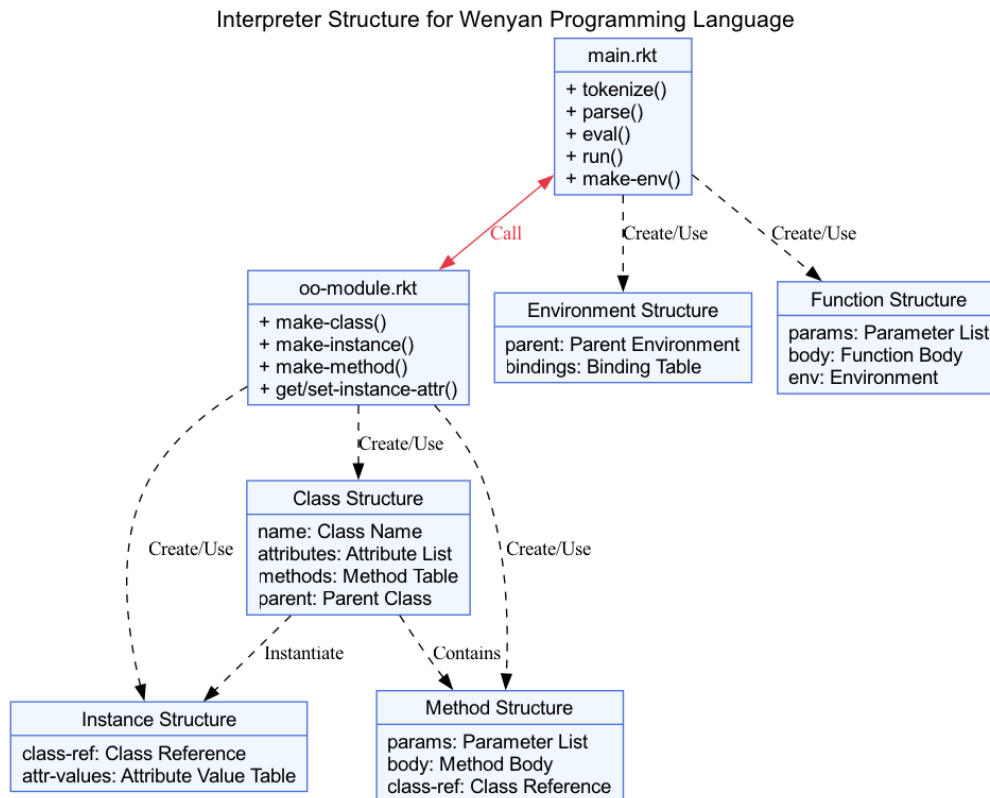 Interpreter Structure for Wenyan Programming Language
main.rkt
+ tokenize()
+ parse()
+ eval()
+ run()
+ make-env()
Call
Create/Use
Create/Use
oo-module.rkt
+ make-class()
+ make-instance()
+ make-method()
+ get/set-instance-attr()
Environment Structure
parent: Parent Environment
bindings: Binding Table
Function Structure
params: Parameter List
body: Function Body
env: Environment
Create/Use
Class Structure
name: Class Name
attributes: Attribute List
methods: Method Table
parent: Parent Class
Create/Use
Create/Use
Instantiate
Contains
Instance Structure
class-ref: Class Reference
attr-values: Attribute Value Table
Method Structure
params: Parameter List
body: Method Body
class-ref: Class Reference